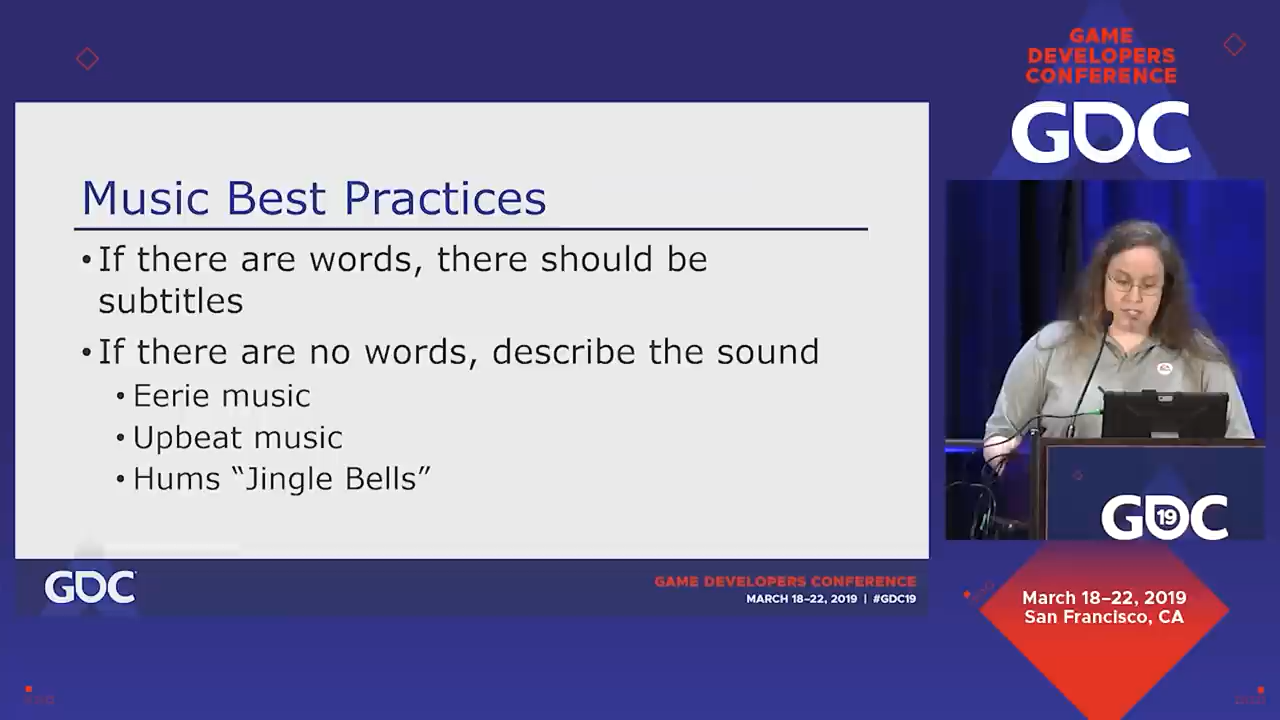 GAME
DEVELOPERS
CONFERENCE
GDC
Music Best Practices
•If there are words, there should be
subtitles
•If there are no words, describe the sound
•Eerie music
•Upbeat music
•Hums “Jingle Bells”
GDC
GAME DEVELOPERS CONFERENCE
MARCH 18–22, 2019 | #GDC19
GDC
19
March 18–22, 2019
San Francisco, CA